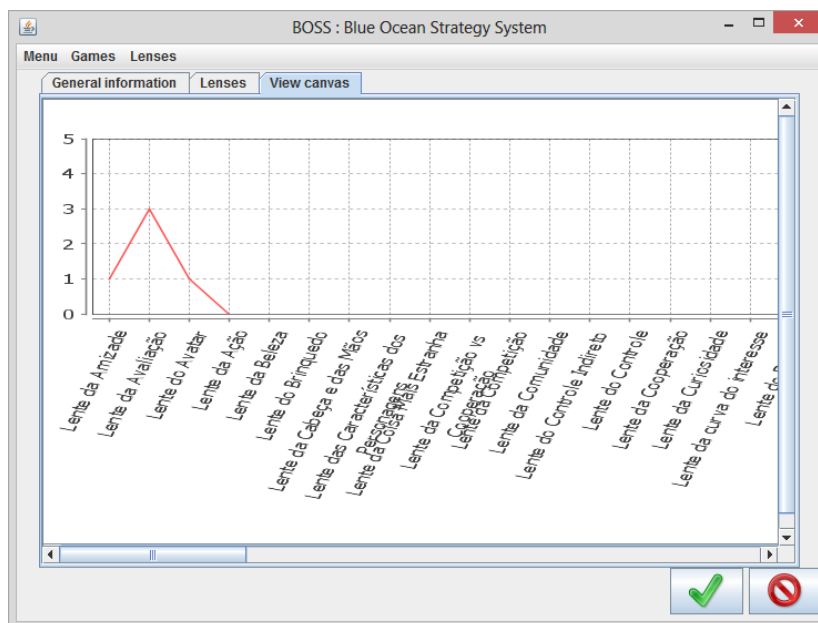 BOSS : Blue Ocean Strategy System
Menu Games Lenses
General information Lenses View canvas
5
4
3
2
1
0
Lente da Amizade
Lente da Avaliação
Lente do Avatar
Lente da Ação
Lente da Beleza
Lente do Brinquedo
Lente da Cabeça e das Mãos
Lente das Características dos
Personagens
Lente da Coisa Mais Estranha
Lente da Competição vs
Cooperação
Lente da Competição
Lente da Comunidade
Lente do Controle Indireto
Lente do Controle
Lente da Cooperação
Lente da Curiosidade
Lente da curva do interesse
Lente do